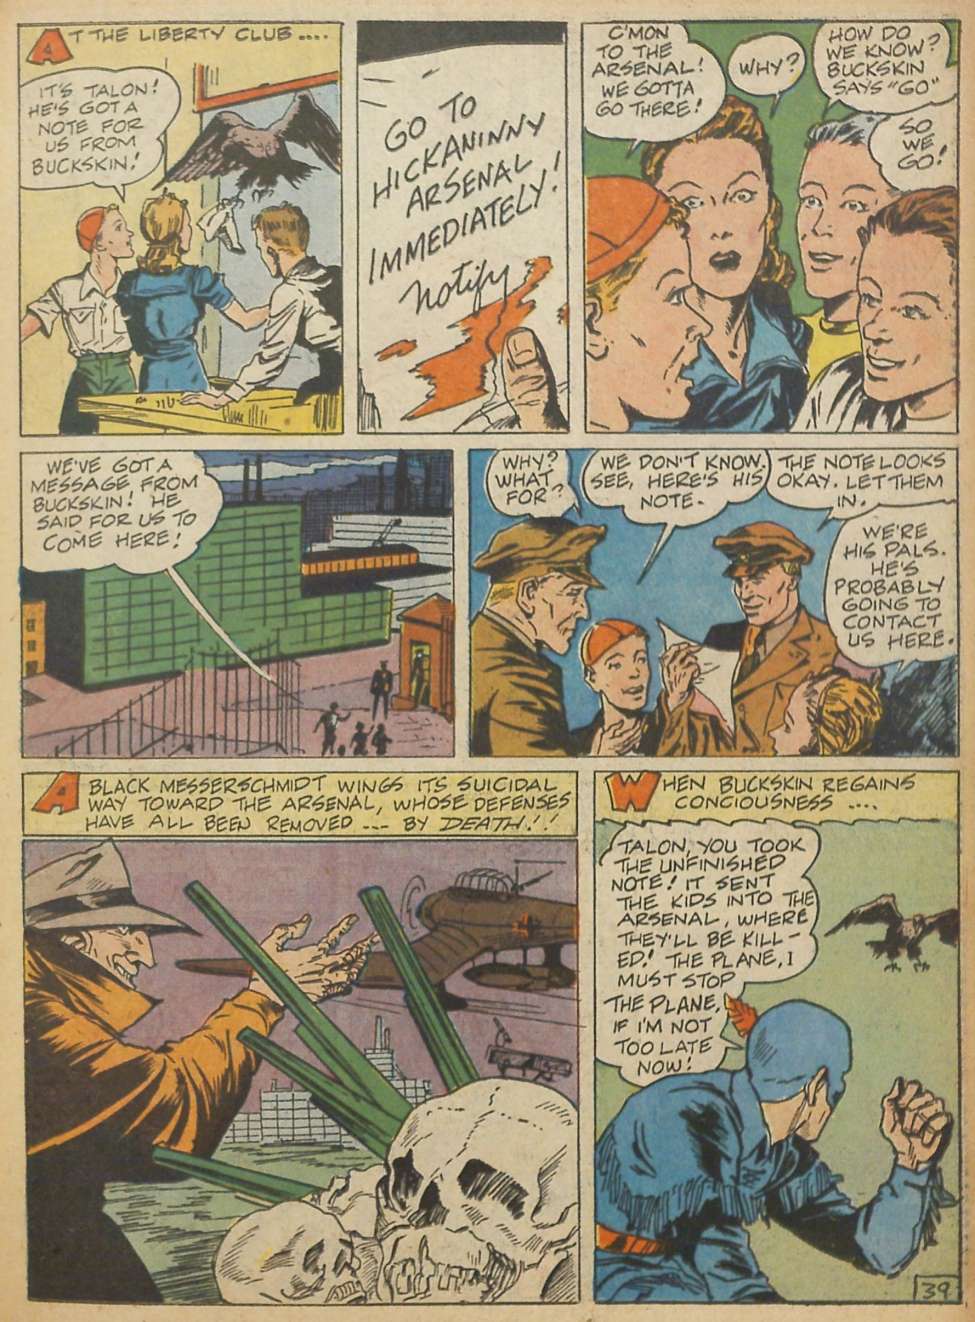 AT THE LIBERTY CLUB ....
IT'S TALON!
HE'S GOT A
NOTE FOR
US FROM
BUCKSKIN!
GO TO
HICKANINNY
ARSENAL
IMMEDIATELY!
Notify
C'MON
TO THE
ARSENAL!
WE GOTTA
GO THERE!
WHY?
HOW DO
WE KNOW?
BUCKSKIN
SAYS "GO"
SO
WE
GO!
WE'VE GOT A
MESSAGE FROM
BUCKSKIN! HE
SAID FOR US TO
COME HERE!
WHY?
WHAT
FOR?
WE DON'T KNOW.
SEE, HERE'S HIS
NOTE.
THE NOTE LOOKS
OKAY. LET THEM
IN.
WE'RE
HIS PALS.
HE'S
PROBABLY
GOING TO
CONTACT
US HERE.
A BLACK MESSERSCHMIDT WINGS ITS SUICIDAL
WAY TOWARD THE ARSENAL, WHOSE DEFENSES
HAVE ALL BEEN REMOVED --- BY DEATH!!
WHEN BUCKSKIN REGAINS
CONCIOUSNESS ....
TALON, YOU TOOK
THE UNFINISHED
NOTE! IT SENT
THE KIDS INTO THE
ARSENAL, WHERE
THEY'LL BE KILL-
ED! THE PLANE, I
MUST STOP
THE PLANE,
IF I'M NOT
TOO LATE
NOW!
39